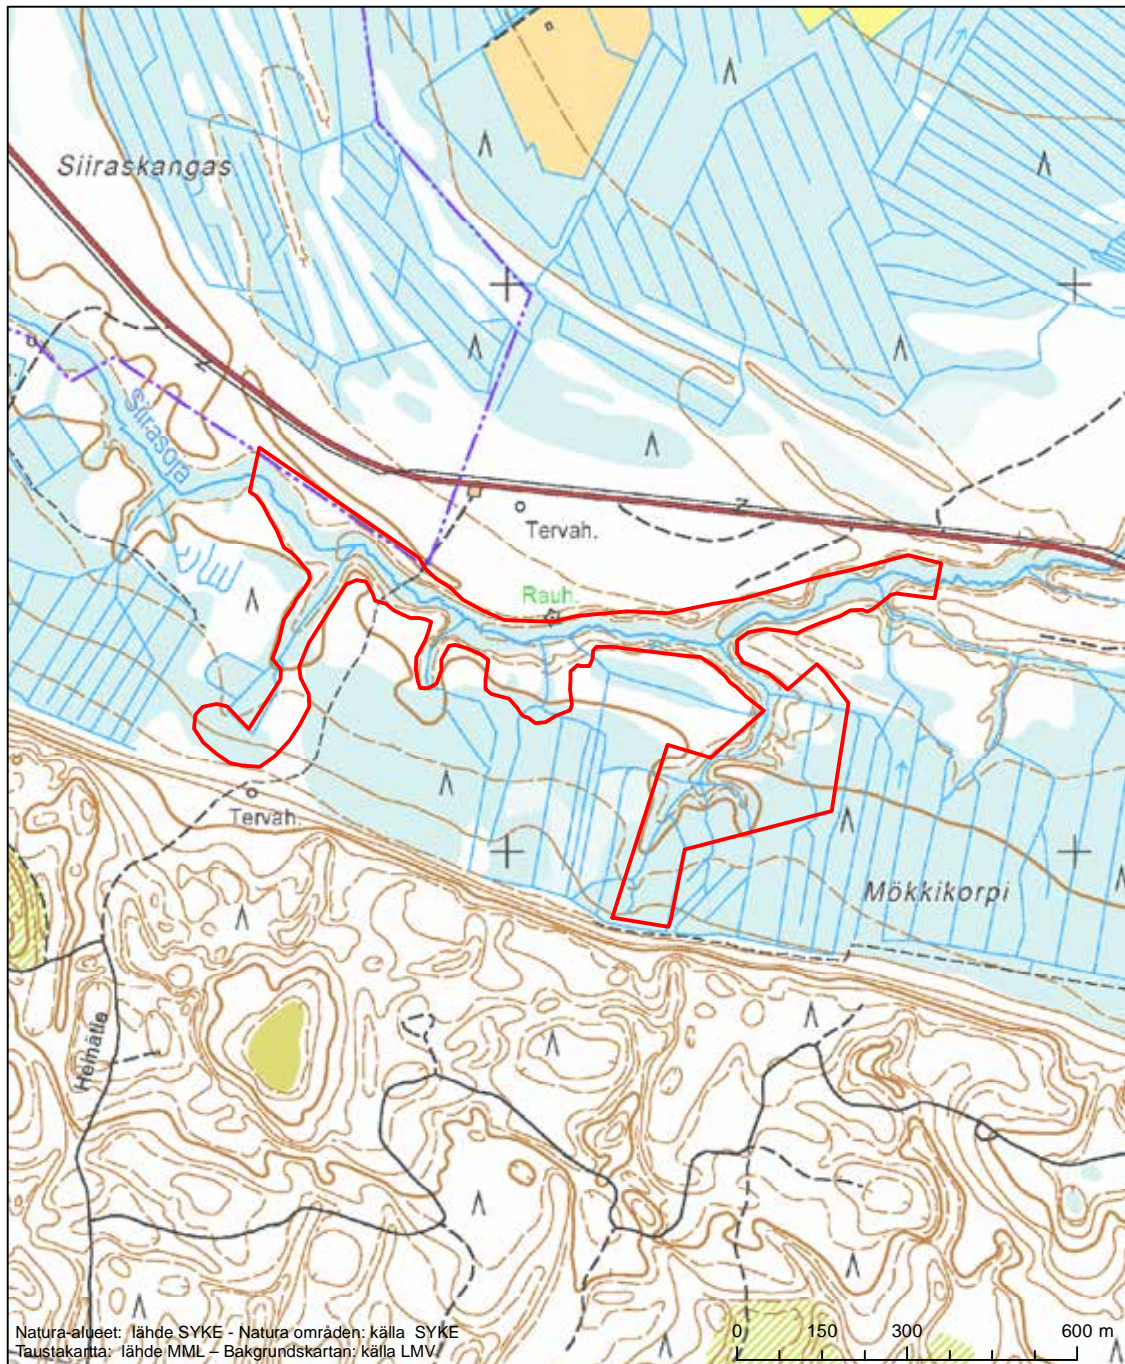 Siiraskangas
Siirasoja
Tervah.
Rauh.
Tervah.
Mökkikorpi
Heinätie
Natura-alueet: lähde SYKE - Natura områden: källa SYKE
Taustakartta: lähde MML – Bakgrundskartan: källa LMV
0 150 300 600 m